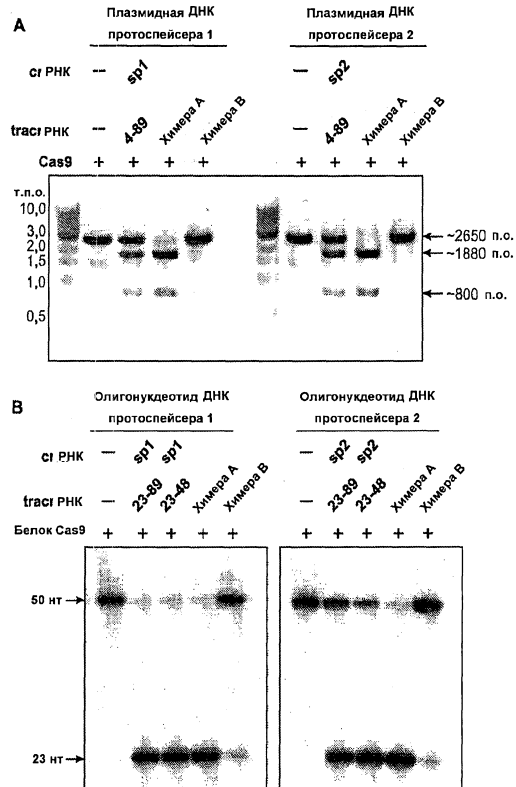 A
Плазмидная ДНК Плазмидная ДНК
протоспейсера 1 протоспейсера 2
cr РНК -- sp1 — sp2
tracr РНК -- 4-89 Химера А Химера В — 4-89 Химера А Химера В
Cas9 + + + + + + + +
т.п.о.
10,0
3,0 ~2650 п.о.
2,0 ~1880 п.о.
1,5
1,0 ~800 п.о.
0,5
B
Олигонуклеотид ДНК Олигонуклеотид ДНК
протоспейсера 1 протоспейсера 2
cr РНК — sp1 sp1 — sp2 sp2
tracr РНК — 23-89 23-48 Химера А Химера В — 23-89 23-48 Химера А Химера В
Белок Cas9 + + + + + + + + + +
50 нт
23 нт